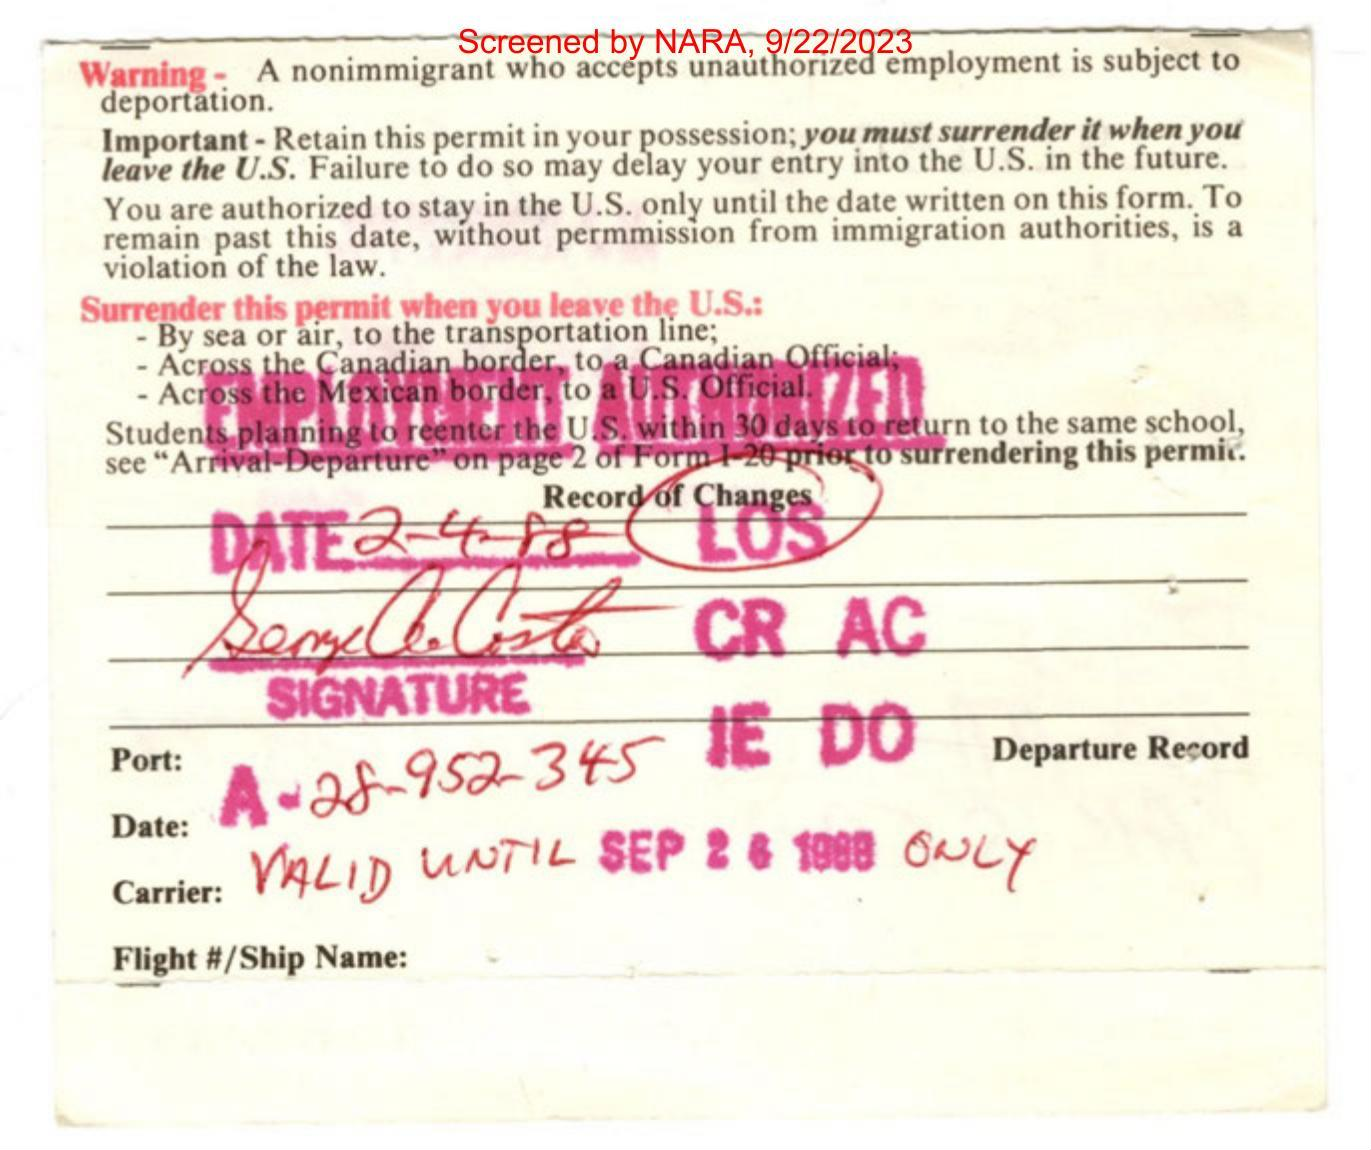 Screened by NARA, 9/22/2023
Warning - A nonimmigrant who accepts unauthorized employment is subject to
deportation.
Important - Retain this permit in your possession; you must surrender it when you
leave the U.S. Failure to do so may delay your entry into the U.S. in the future.
You are authorized to stay in the U.S. only until the date written on this form. To
remain past this date, without permmission from immigration authorities, is a
violation of the law.
Surrender this permit when you leave the U.S.:
- By sea or air, to the transportation line;
- Across the Canadian border, to a Canadian Official;
- Across the Mexican border, to a U.S. Official.
EMPLOYMENT AUTHORIZED
Students planning to reenter the U.S. within 30 days to return to the same school,
see “Arrival-Departure” on page 2 of Form I-20 prior to surrendering this permit.
Record of Changes
DATE 2-4-88 LOS
George A. Costa
CR AC
SIGNATURE
IE DO
Port: Departure Record
A-28-952-345
Date:
VALID UNTIL SEP 26 1988 ONLY
Carrier:
Flight #/Ship Name: